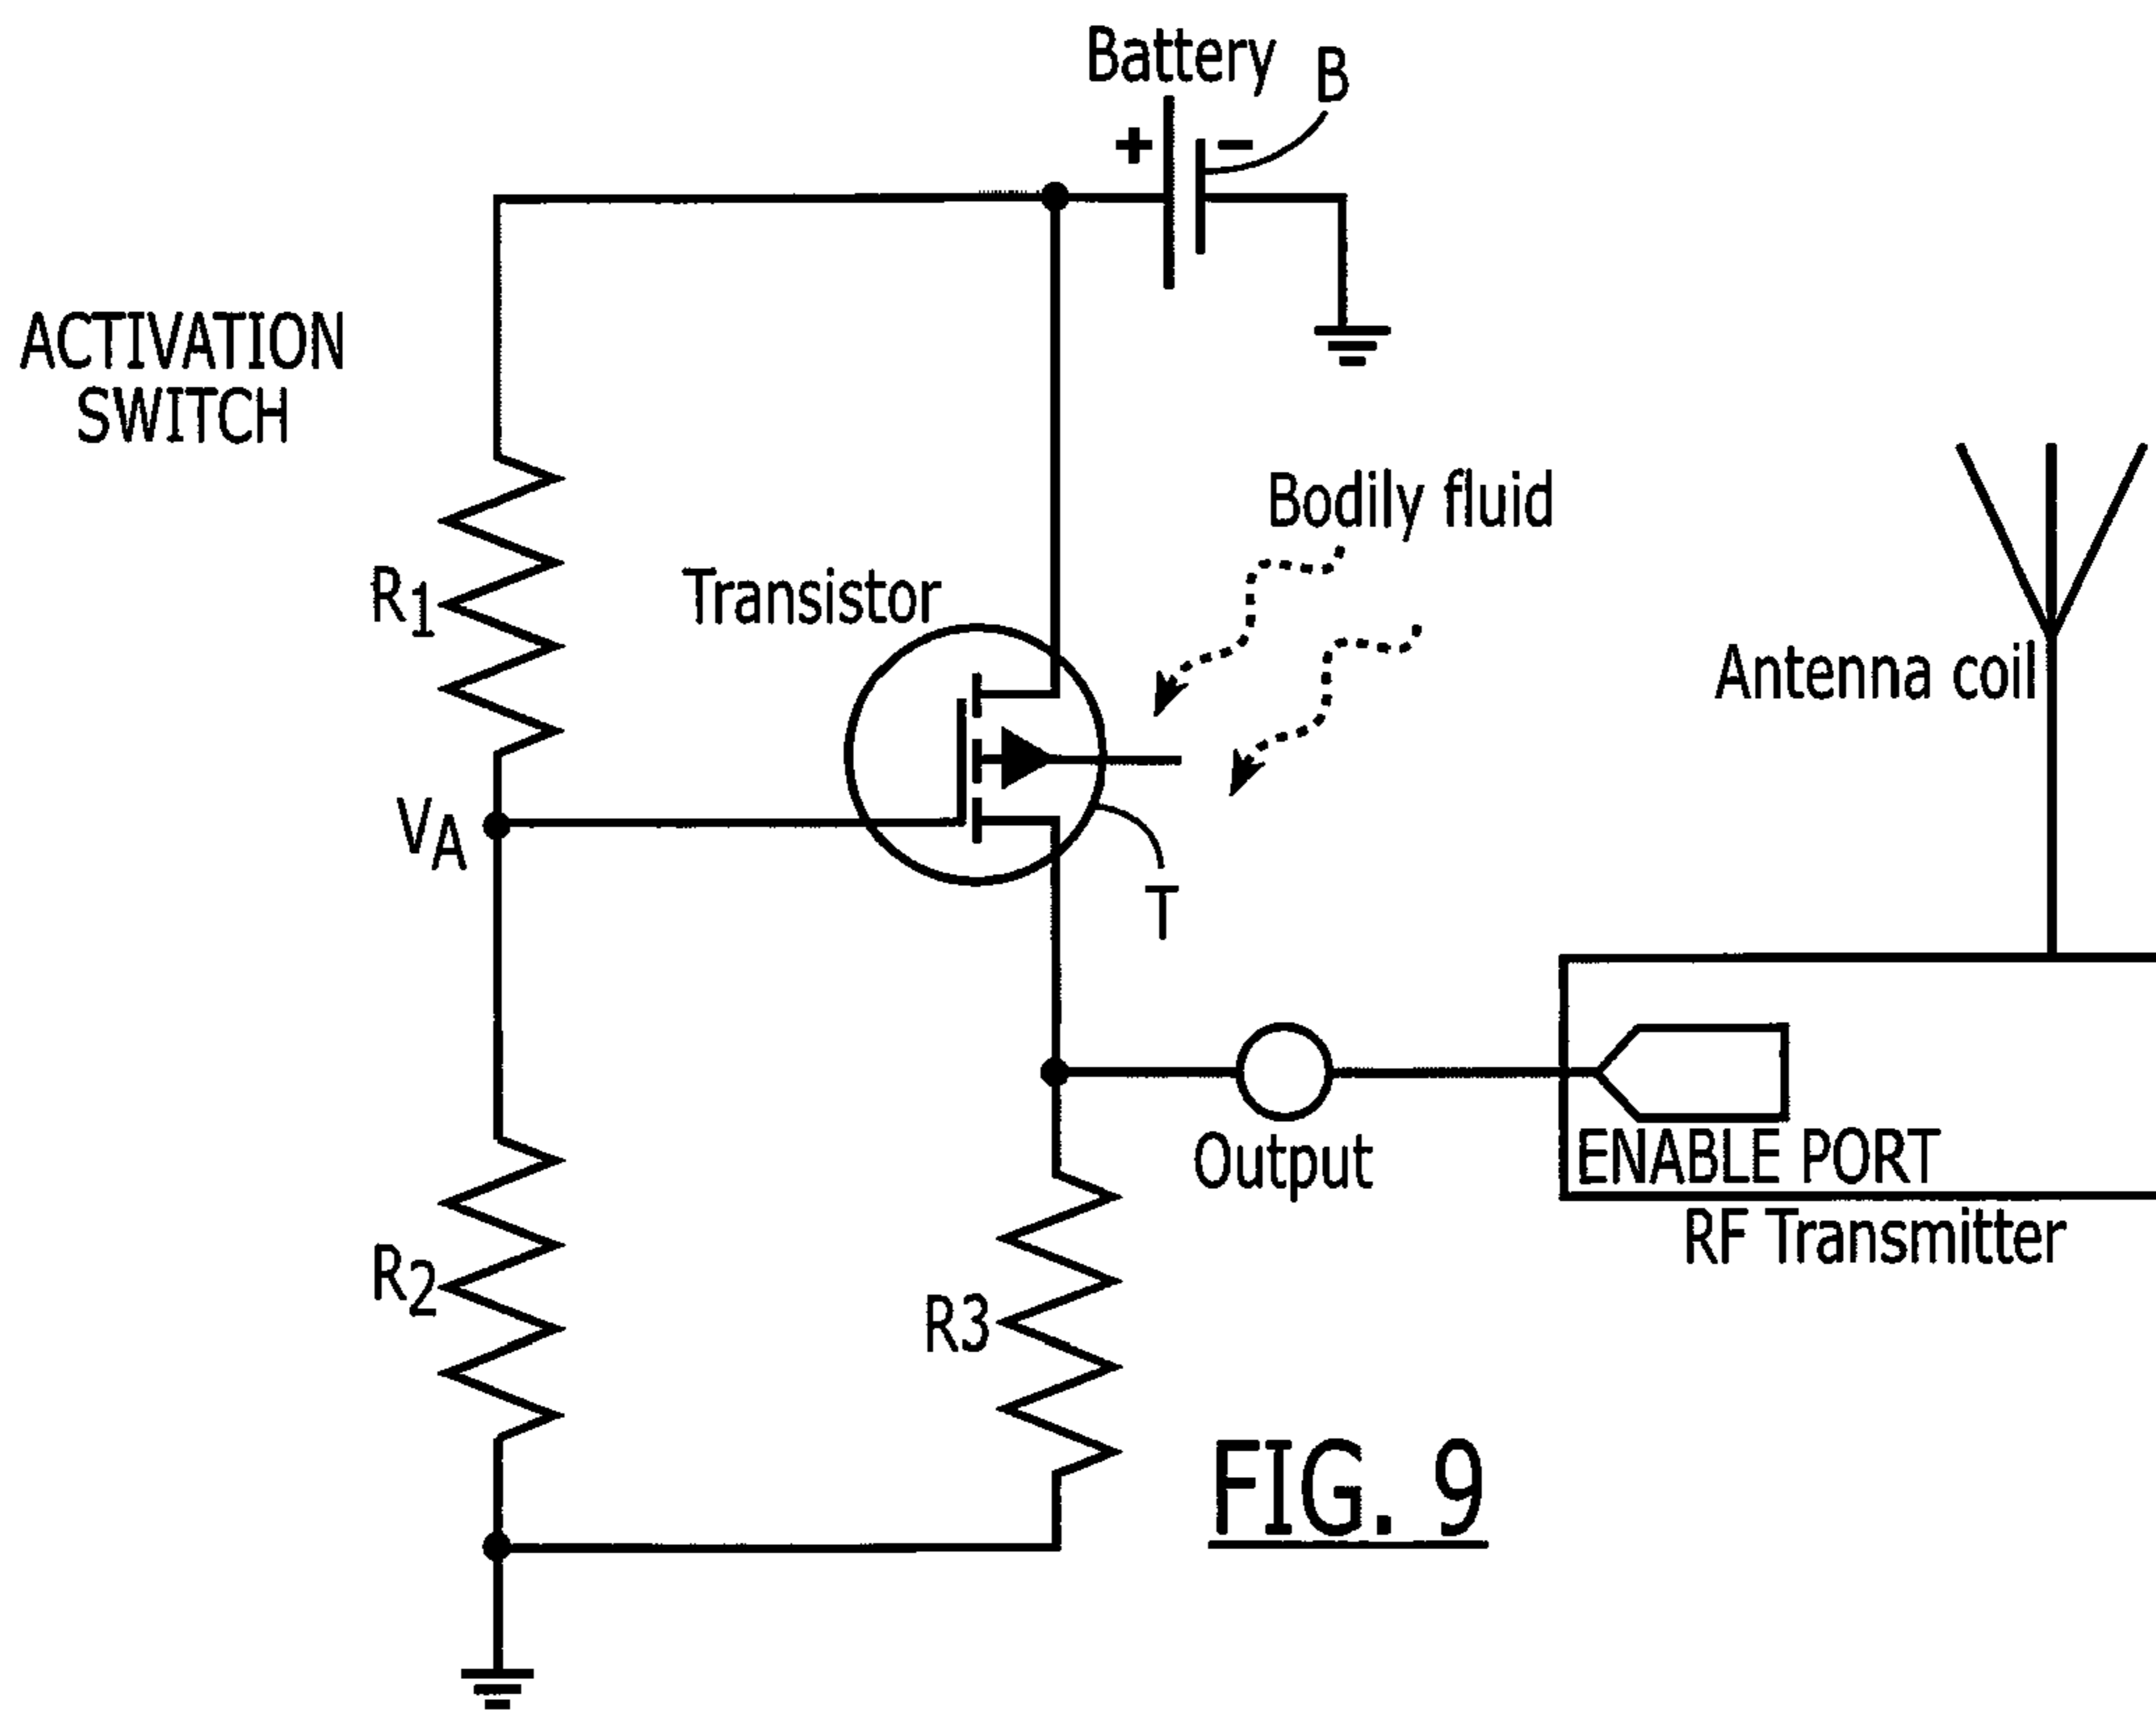 Battery
B
+
−
ACTIVATION
SWITCH
Bodily fluid
R1
Transistor
Antenna coil
VA
T
Output
ENABLE PORT
RF Transmitter
R2
R3
FIG. 9